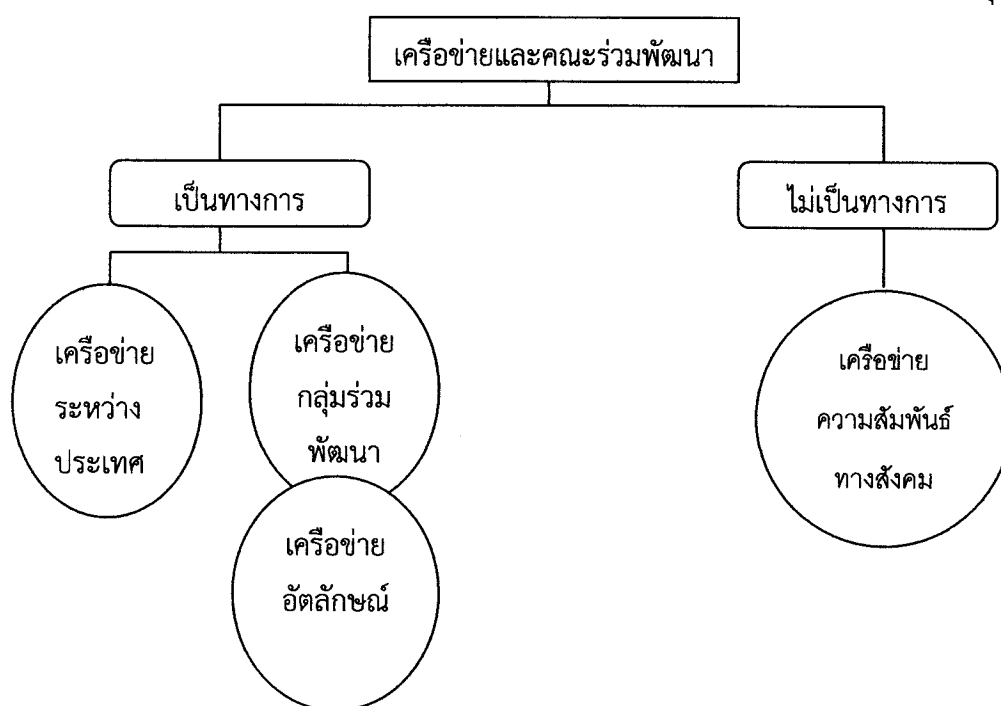 เครือข่ายและคณะร่วมพัฒนา
เป็นทางการ
ไม่เป็นทางการ
เครือข่าย
ระหว่าง
ประเทศ
เครือข่าย
กลุ่มร่วม
พัฒนา
เครือข่าย
อัตลักษณ์
เครือข่าย
ความสัมพันธ์
ทางสังคม